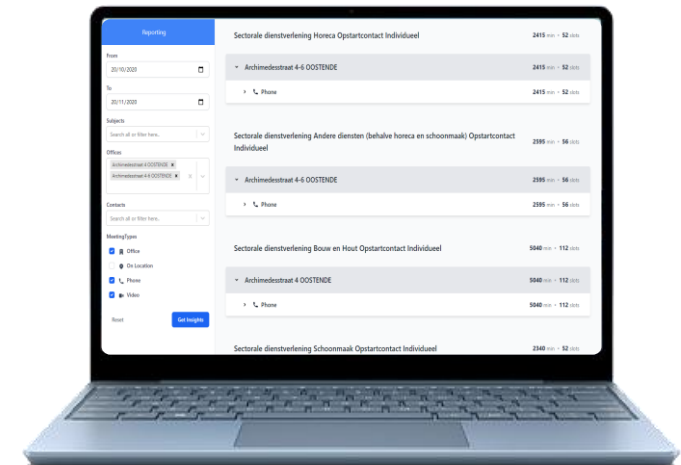 Reporting
From
20/10/2020
To
20/11/2020
Subjects
Search all or filter here..
Offices
Archimedesstraat 4 OOSTENDE
Archimedesstraat 4-6 OOSTENDE
Contacts
Search all or filter here..
MeetingTypes
Office
On Location
Phone
Video
Reset
Get Insights
Sectorale dienstverlening Horeca Opstartcontact Individueel
2415 min • 52 slots
Archimedesstraat 4-6 OOSTENDE
2415 min • 52 slots
Phone
2415 min • 52 slots
Sectorale dienstverlening Andere diensten (behalve horeca en schoonmaak) Opstartcontact
Individueel
2595 min • 56 slots
Archimedesstraat 4-6 OOSTENDE
2595 min • 56 slots
Phone
2595 min • 56 slots
Sectorale dienstverlening Bouw en Hout Opstartcontact Individueel
5040 min • 112 slots
Archimedesstraat 4 OOSTENDE
5040 min • 112 slots
Phone
5040 min • 112 slots
Sectorale dienstverlening Schoonmaak Opstartcontact Individueel
2340 min • 52 slots